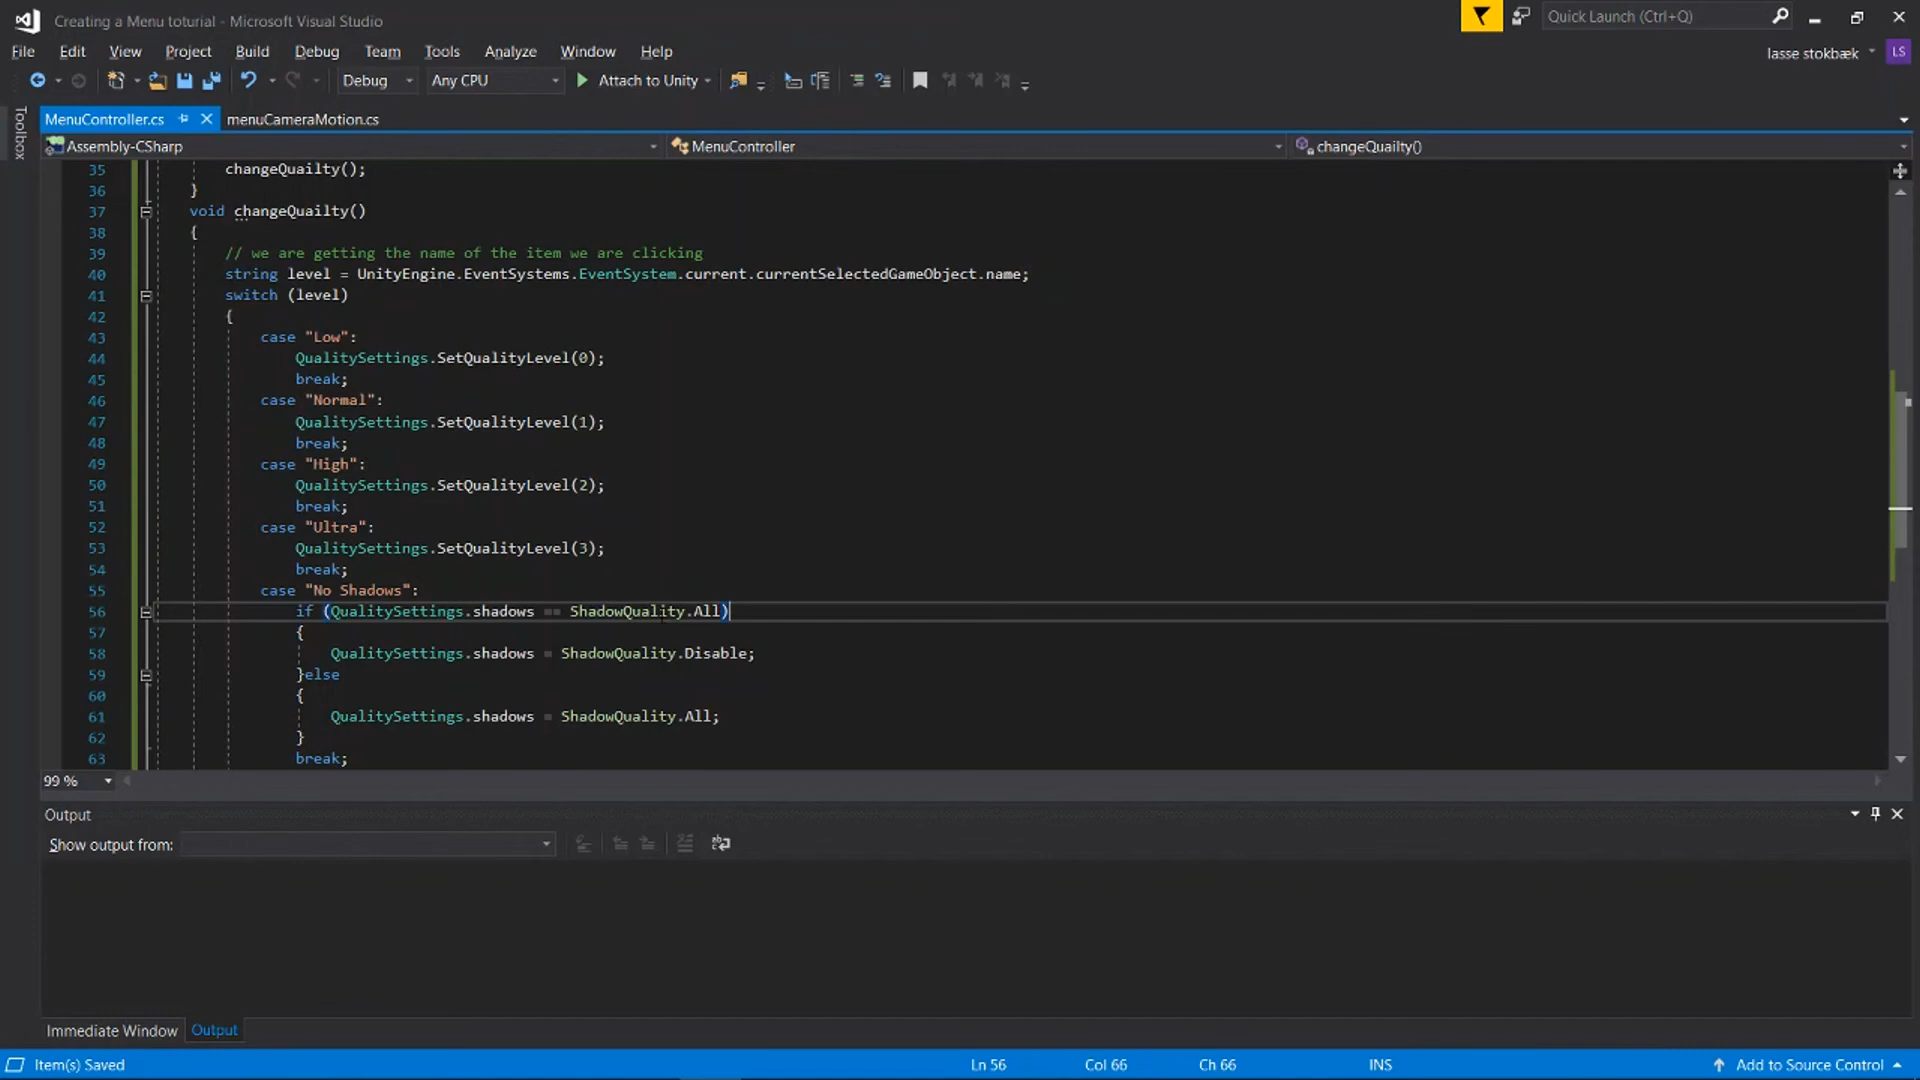 Creating a Menu toturial - Microsoft Visual Studio
Quick Launch (Ctrl+Q)
File Edit View Project Build Debug Team Tools Analyze Window Help
lasse stokbæk LS
Debug Any CPU Attach to Unity
Toolbox
MenuController.cs menuCameraMotion.cs
Assembly-CSharp MenuController changeQuailty()
35 changeQuailty();
36 }
37 void changeQuailty()
38 {
39 // we are getting the name of the item we are clicking
40 string level = UnityEngine.EventSystems.EventSystem.current.currentSelectedGameObject.name;
41 switch (level)
42 {
43 case "Low":
44 QualitySettings.SetQualityLevel(0);
45 break;
46 case "Normal":
47 QualitySettings.SetQualityLevel(1);
48 break;
49 case "High":
50 QualitySettings.SetQualityLevel(2);
51 break;
52 case "Ultra":
53 QualitySettings.SetQualityLevel(3);
54 break;
55 case "No Shadows":
56 if (QualitySettings.shadows == ShadowQuality.All)
57 {
58 QualitySettings.shadows = ShadowQuality.Disable;
59 }else
60 {
61 QualitySettings.shadows = ShadowQuality.All;
62 }
63 break;
99 %
Output
Show output from:
Immediate Window Output
Item(s) Saved Ln 56 Col 66 Ch 66 INS Add to Source Control